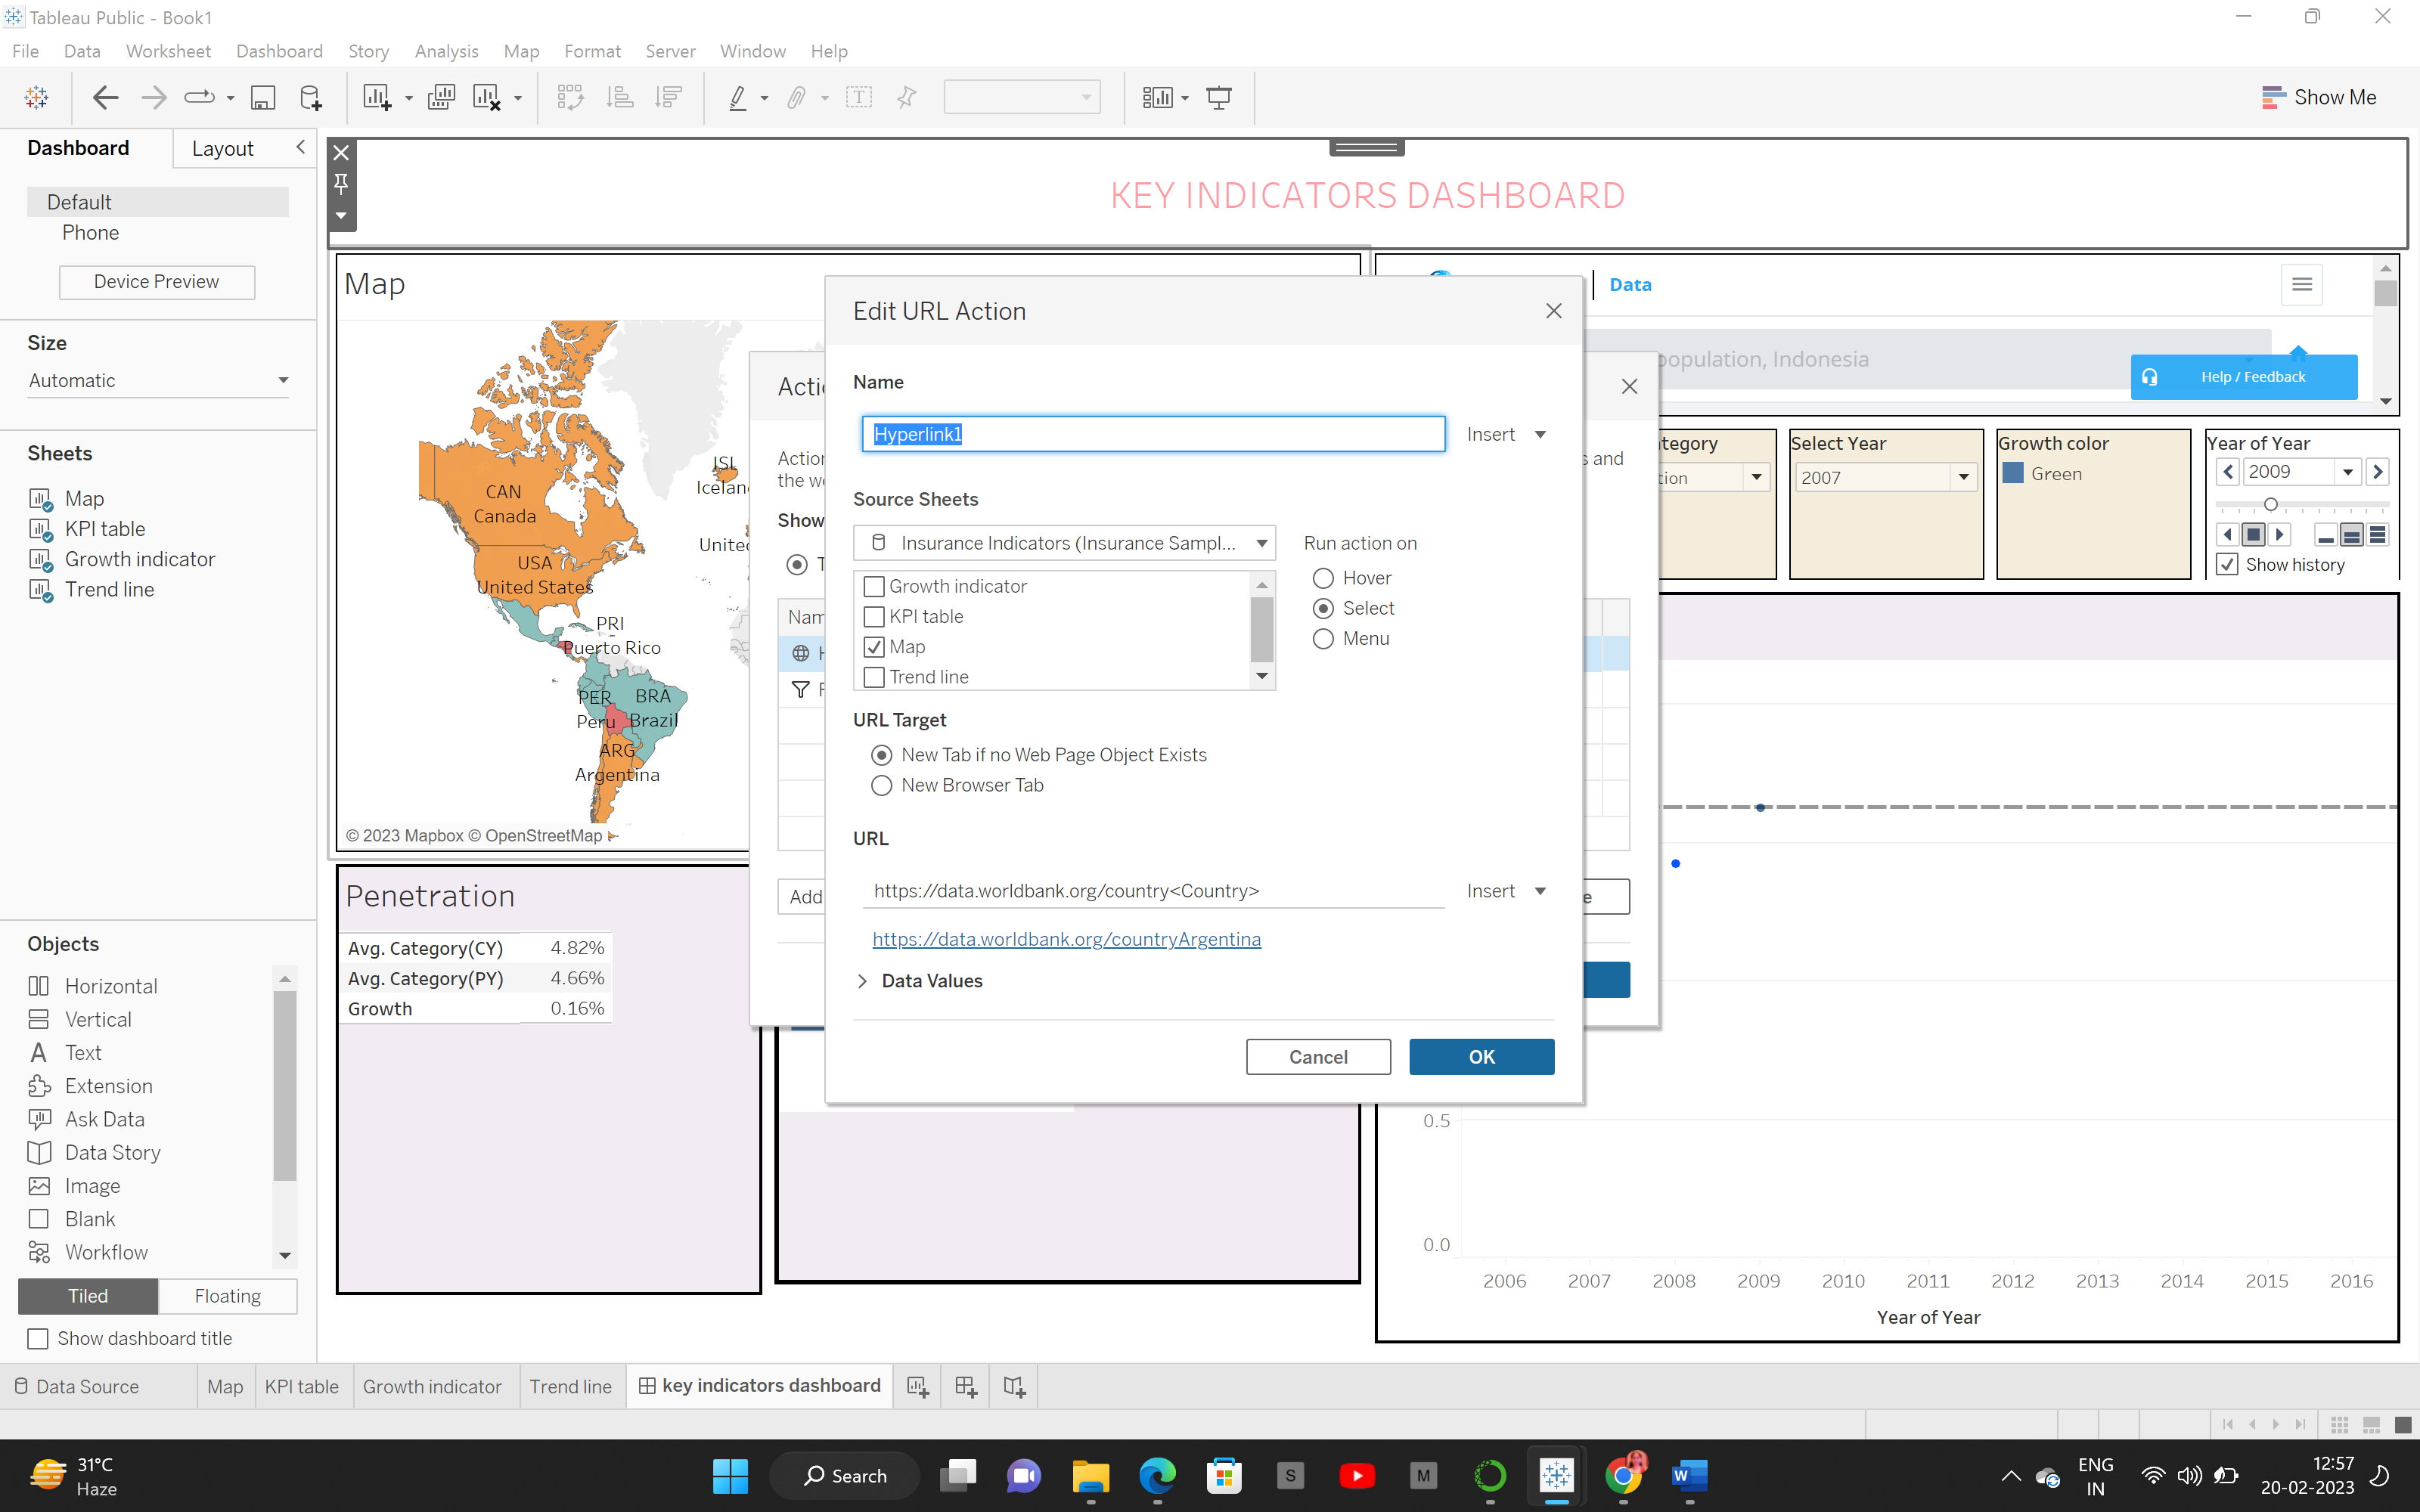 Tableau Public - Book1
File Data Worksheet Dashboard Story Analysis Map Format Server Window Help
Show Me
Dashboard Layout
Default
Phone
Device Preview
Size
Automatic
Sheets
Map
KPI table
Growth indicator
Trend line
Objects
Horizontal
Vertical
Text
Extension
Ask Data
Data Story
Image
Blank
Workflow
Tiled Floating
Show dashboard title
KEY INDICATORS DASHBOARD
Map
CAN
Canada
ISL
USA
United States
PRI
Puerto Rico
PER
Peru
BRA
Brazil
ARG
Argentina
© 2023 Mapbox © OpenStreetMap
Penetration
Avg. Category(CY) 4.82%
Avg. Category(PY) 4.66%
Growth 0.16%
Show
Add
Edit URL Action
Name
Hyperlink1
Insert
Source Sheets
Insurance Indicators (Insurance Sampl...
Growth indicator
KPI table
Map
Trend line
Run action on
Hover
Select
Menu
URL Target
New Tab if no Web Page Object Exists
New Browser Tab
URL
https://data.worldbank.org/country<Country>
Insert
https://data.worldbank.org/countryArgentina
Data Values
Cancel OK
s and
Data
population, Indonesia
Help / Feedback
Select Year
2007
Growth color
Green
Year of Year
2009
Show history
0.5
0.0
2006 2007 2008 2009 2010 2011 2012 2013 2014 2015 2016
Year of Year
Data Source Map KPI table Growth indicator Trend line key indicators dashboard
31°C
Haze
Search
S
M
W
ENG
IN
12:57
20-02-2023